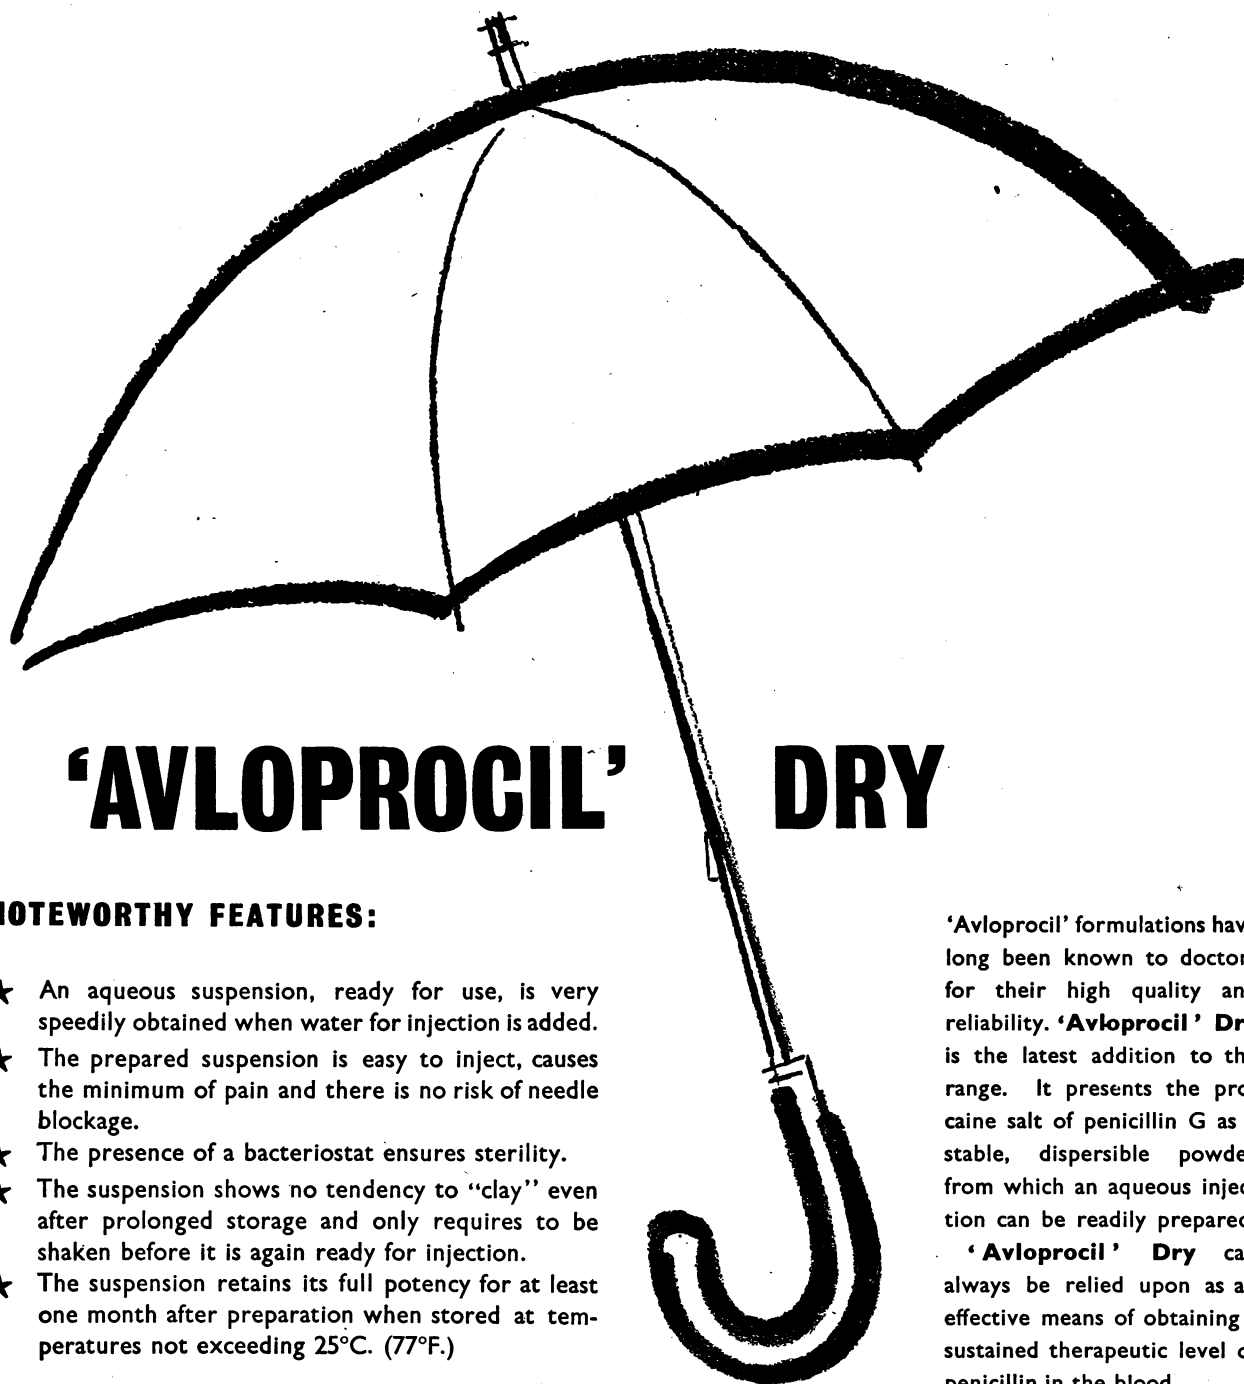 ‘AVLOPROCIL’ DRY
NOTEWORTHY FEATURES:
★ An aqueous suspension, ready for use, is very
speedily obtained when water for injection is added.
★ The prepared suspension is easy to inject, causes
the minimum of pain and there is no risk of needle
blockage.
★ The presence of a bacteriostat ensures sterility.
★ The suspension shows no tendency to “clay” even
after prolonged storage and only requires to be
shaken before it is again ready for injection.
★ The suspension retains its full potency for at least
one month after preparation when stored at tem-
peratures not exceeding 25°C. (77°F.)
‘Avloprocil’ formulations hav
long been known to doctor
for their high quality an
reliability. ‘Avloprocil’ Dr
is the latest addition to th
range. It presents the pro
caine salt of penicillin G as
stable, dispersible powde
from which an aqueous injec
tion can be readily prepared
‘Avloprocil’ Dry ca
always be relied upon as a
effective means of obtaining
sustained therapeutic level o
penicillin in the blood